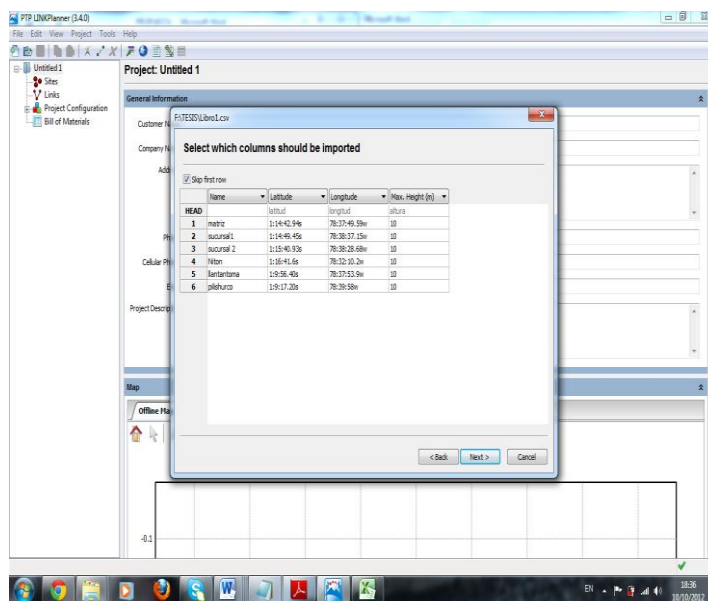 PTP LINKPlanner (3.4.0)
File Edit View Project Tools Help
Untitled 1
Sites
Links
Project Configuration
Bill of Materials
Project: Untitled 1
General Information
Customer N
Company N
Add
Ph
Cellular Ph
E
Project Descrip
F:\TESIS\Libro1.csv
Select which columns should be imported
Skip first row
Name Latitude Longitude Max. Height (m)
HEAD latitud longitud altura
1 matriz 1:14:42.94s 78:37:49.59w 10
2 sucursal1 1:14:49.45s 78:38:37.15w 10
3 sucursal 2 1:15:40.93s 78:38:28.68w 10
4 Niton 1:16:41.6s 78:32:10.2w 10
5 llantantoma 1:9:56.40s 78:37:53.9w 10
6 pilishurco 1:9:17.20s 78:39:58w 10
< Back Next > Cancel
Map
Offline Ma
-0.1
EN 18:36
10/10/2012